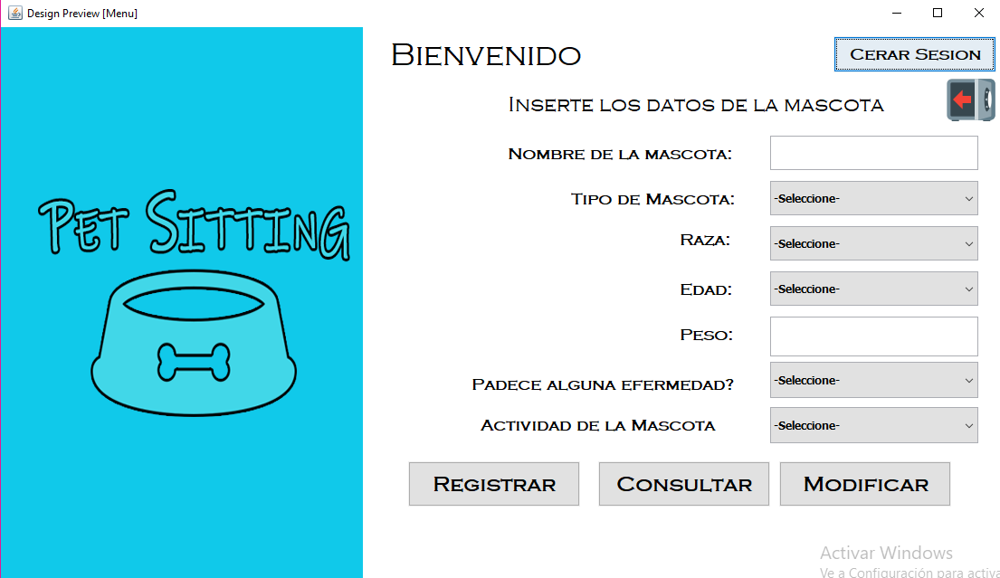 Design Preview [Menu]
BIENVENIDO
CERAR SESION
INSERTE LOS DATOS DE LA MASCOTA
NOMBRE DE LA MASCOTA:
TIPO DE MASCOTA:
-Seleccione-
RAZA:
-Seleccione-
EDAD:
-Seleccione-
PESO:
PADECE ALGUNA EFERMEDAD?
-Seleccione-
ACTIVIDAD DE LA MASCOTA
-Seleccione-
REGISTRAR
CONSULTAR
MODIFICAR
PET SITTING
Activar Windows
Ve a Configuración para activa